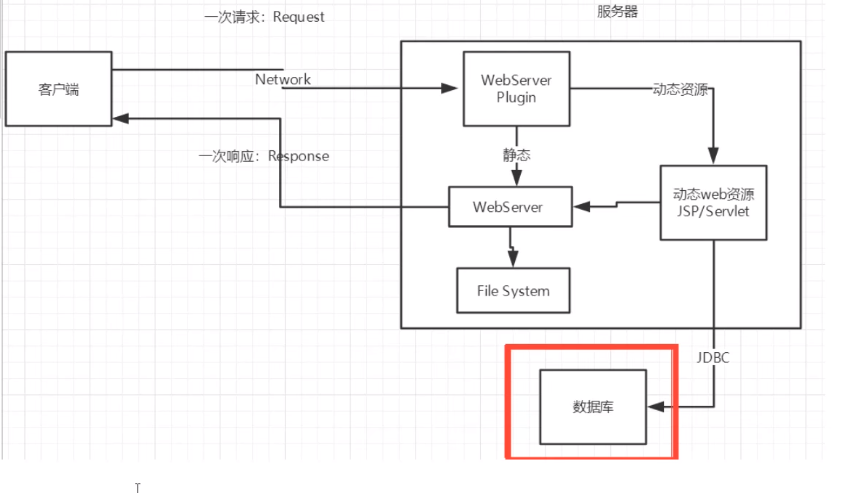 一次请求：Request
服务器
客户端
Network
WebServer
Plugin
动态资源
一次响应：Response
静态
动态web资源
JSP/Servlet
WebServer
File System
JDBC
数据库